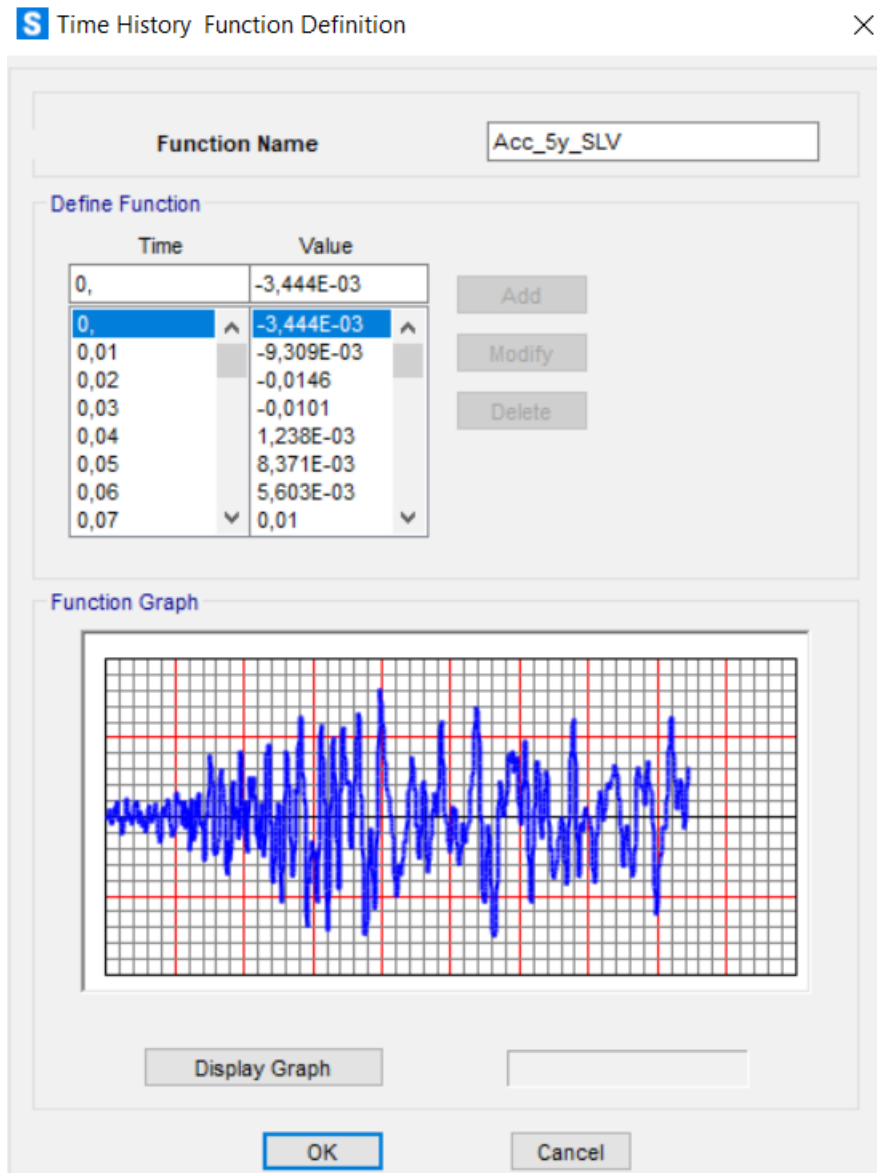 S Time History Function Definition
Function Name Acc_5y_SLV
Define Function
Time Value
0, -3,444E-03 Add
0, -3,444E-03
0,01 -9,309E-03 Modify
0,02 -0,0146
0,03 -0,0101 Delete
0,04 1,238E-03
0,05 8,371E-03
0,06 5,603E-03
0,07 0,01
Function Graph
Display Graph
OK Cancel